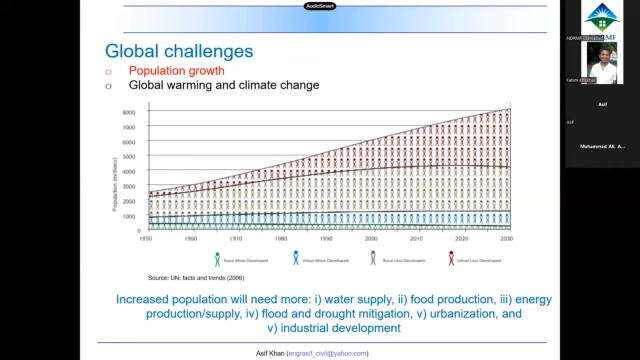 AudioSmart
Global challenges
Population growth
Global warming and climate change
Population (millions)
8000
7000
6000
5000
4000
3000
2000
1000
0
1950 1960 1970 1980 1990 2000 2010 2015 2020 2030
Rural-More Developed Urban-More Developed Rural-Less Developed Urban-Less Developed
Source: UN: facts and trends (2006)
Increased population will need more: i) water supply, ii) food production, iii) energy
production/supply, iv) flood and drought mitigation, v) urbanization, and
v) industrial development
Asif Khan (engrasif_civil@yahoo.com)
Asif
Asif
Muhammad Ali, A...